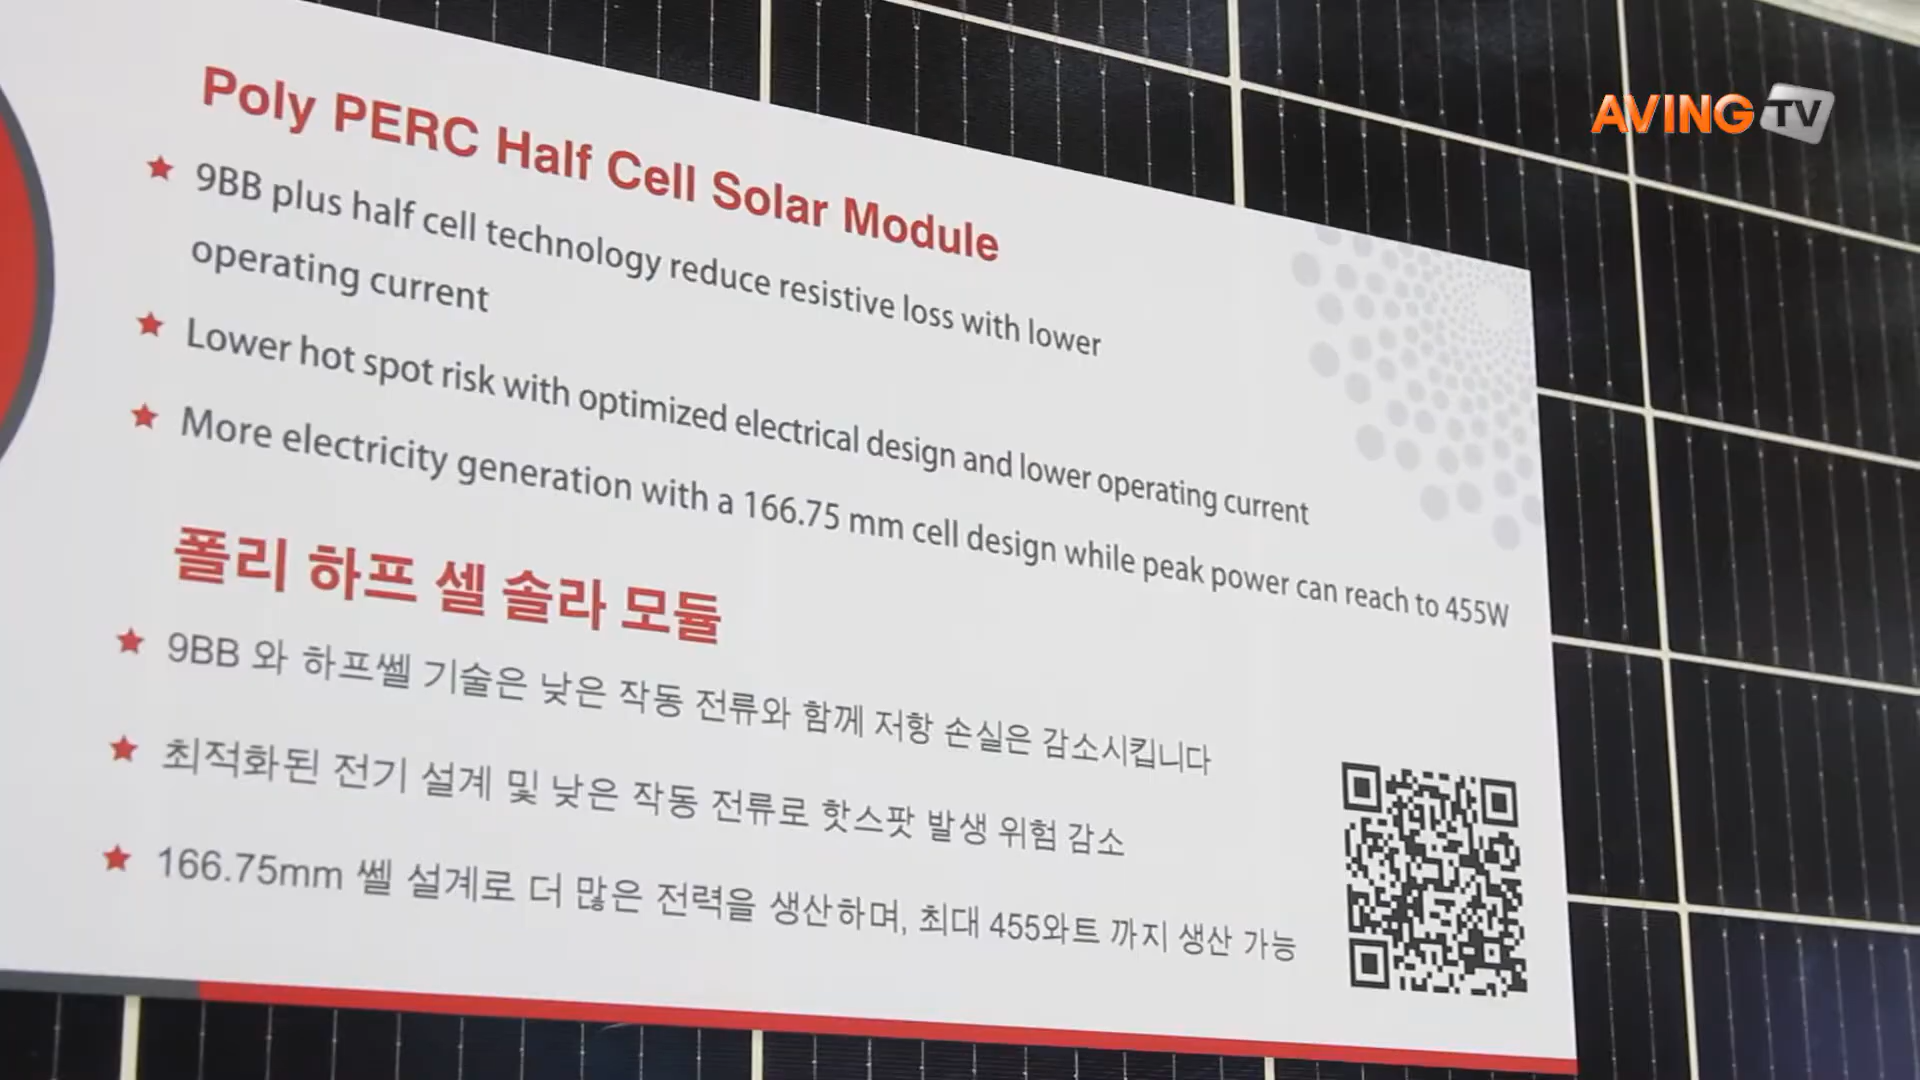 AVING TV
Poly PERC Half Cell Solar Module
9BB plus half cell technology reduce resistive loss with lower
operating current
Lower hot spot risk with optimized electrical design and lower operating current
More electricity generation with a 166.75 mm cell design while peak power can reach to 455W
폴리 하프 셀 솔라 모듈
9BB 와 하프쎌 기술은 낮은 작동 전류와 함께 저항 손실은 감소시킵니다
최적화된 전기 설계 및 낮은 작동 전류로 핫스팟 발생 위험 감소
166.75mm 쎌 설계로 더 많은 전력을 생산하며, 최대 455와트 까지 생산 가능